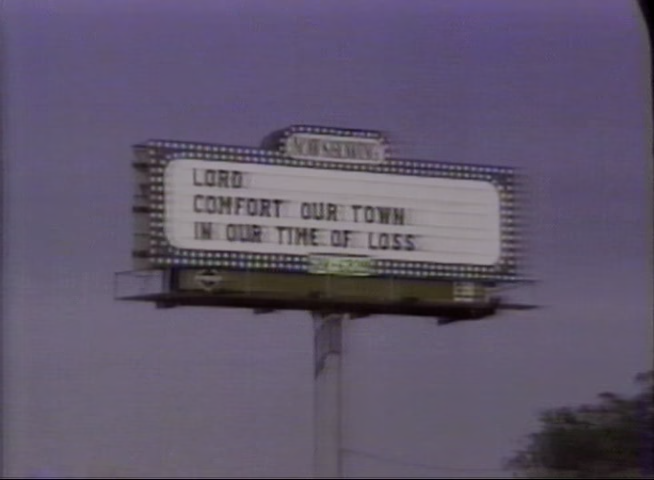 NOW SHOWING
LORD
COMFORT OUR TOWN
IN OUR TIME OF LOSS